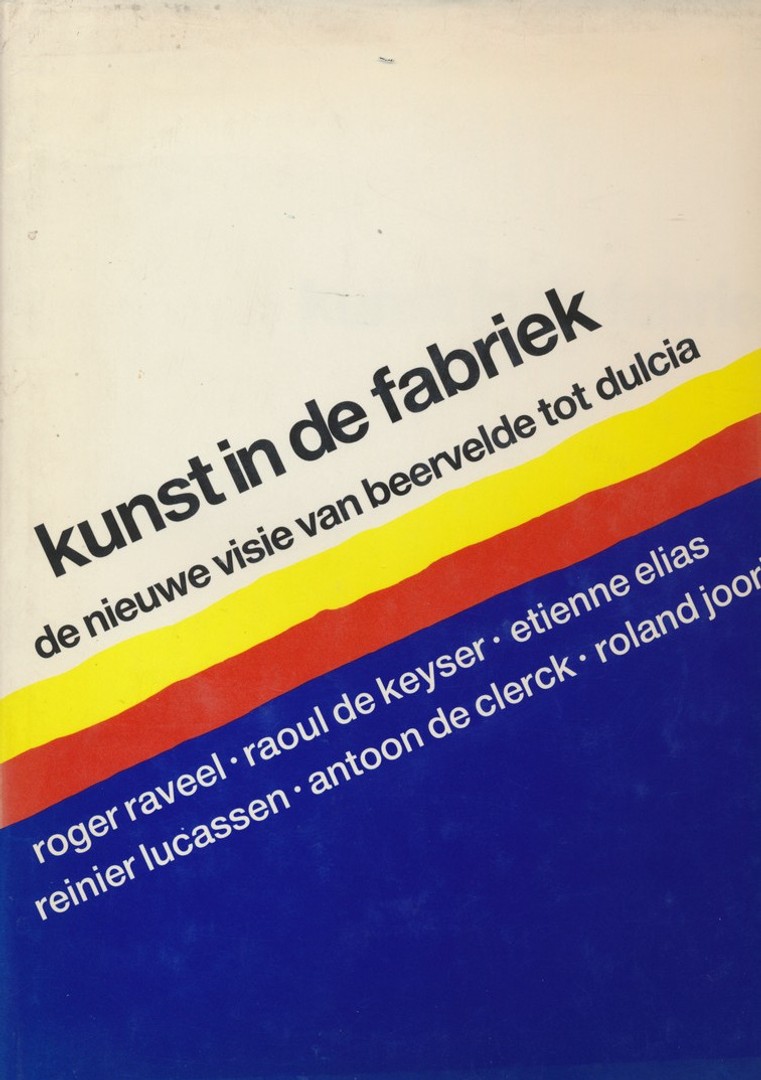 kunst in de fabriek
de nieuwe visie van beervelde tot dulcia
roger raveel · raoul de keyser · etienne elias
reinier lucassen · antoon de clerck · roland